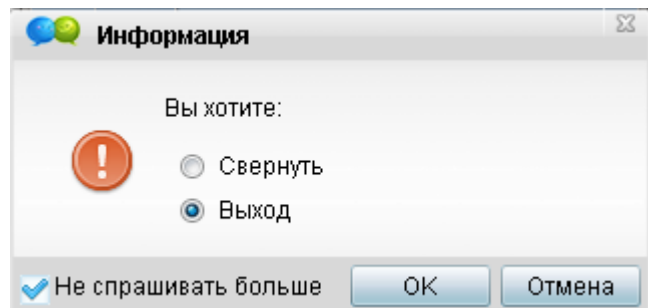 Информация
Вы хотите:
Свернуть
Выход
Не спрашивать больше
OK
Отмена